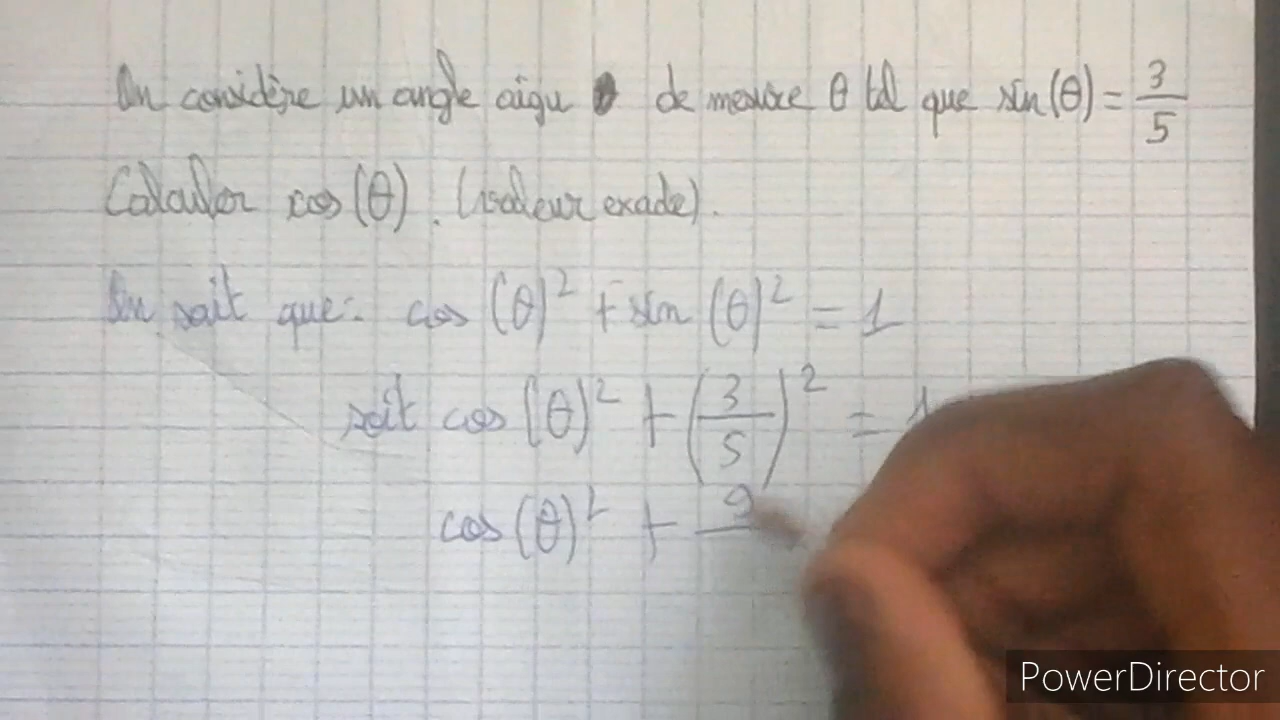 On considère un angle aigu de mesure θ tel que sin(θ) = 3/5
Calculer cos(θ). (valeur exacte).
On sait que: cos(θ)² + sin(θ)² = 1
soit cos(θ)² + (3/5)² = 1
cos(θ)² + 9
PowerDirector